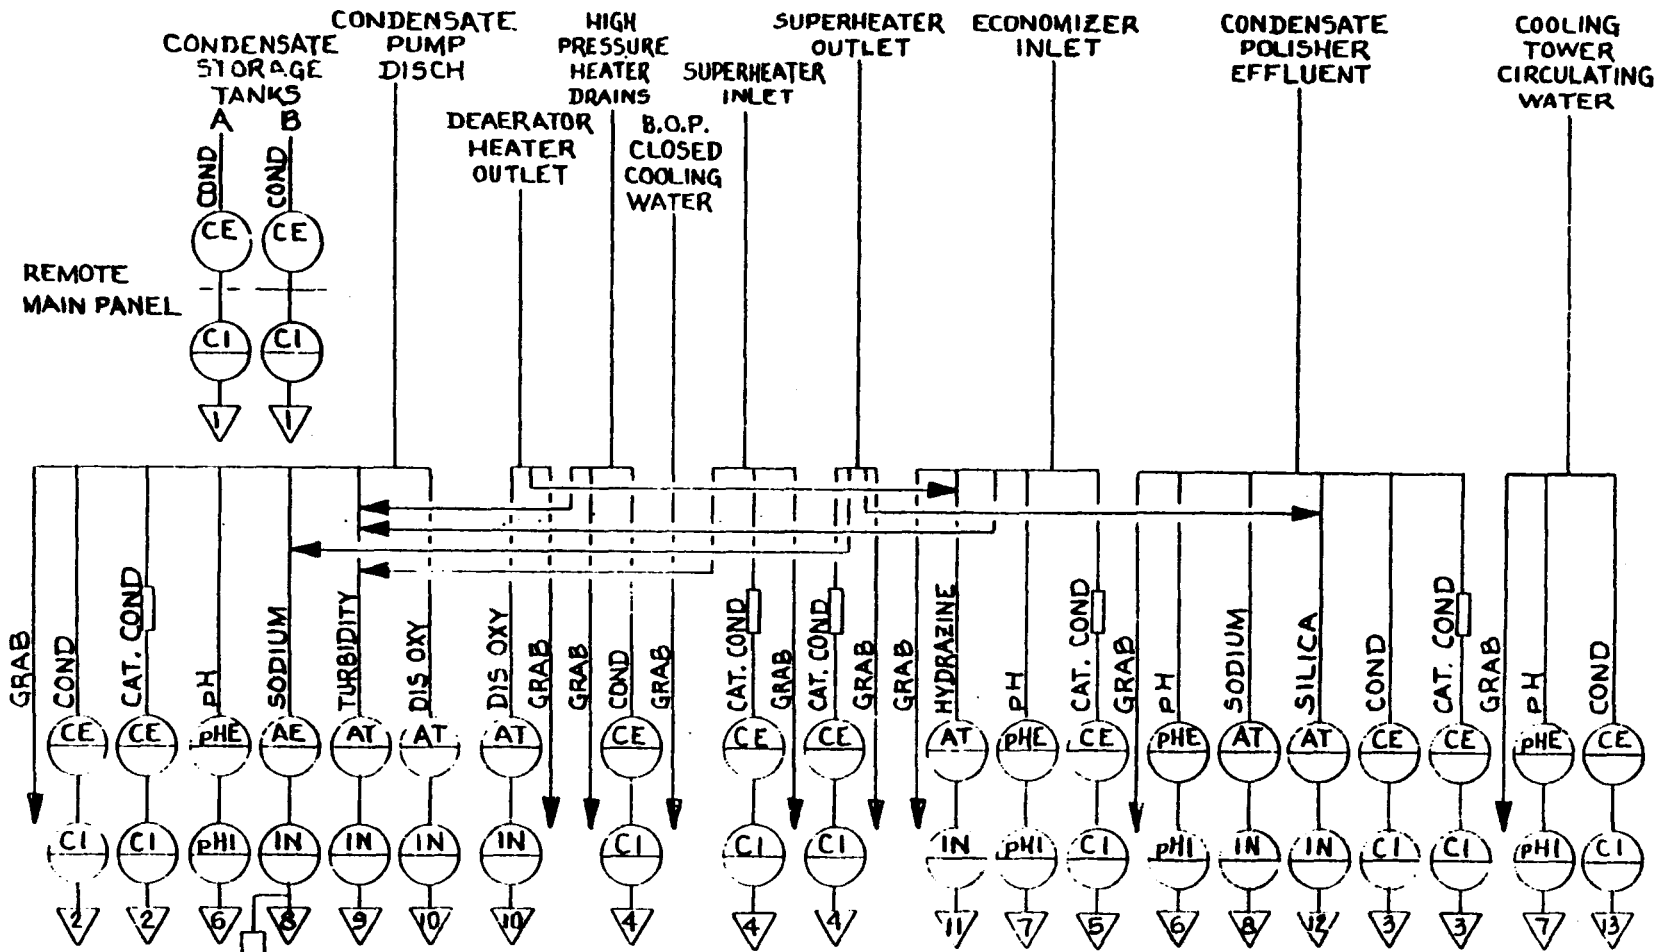 CONDENSATE
STORAGE
TANKS
A B
COND COND
CE CE
REMOTE
MAIN PANEL
CI CI
1 1
CONDENSATE
PUMP
DISCH
DEAERATOR
HEATER
OUTLET
HIGH
PRESSURE
HEATER
DRAINS
B.O.P.
CLOSED
COOLING
WATER
SUPERHEATER
INLET
SUPERHEATER
OUTLET
ECONOMIZER
INLET
CONDENSATE
POLISHER
EFFLUENT
COOLING
TOWER
CIRCULATING
WATER
GRAB
COND
CAT. COND
pH
SODIUM
TURBIDITY
DIS OXY
DIS OXY
GRAB
GRAB
COND
GRAB
CAT. COND
GRAB
CAT. COND
GRAB
GRAB
HYDRAZINE
pH
CAT. COND
GRAB
pH
SODIUM
SILICA
COND
CAT. COND
GRAB
pH
COND
CE CE pHE AE AT AT AT CE CE CE AT pHE CE pHE AT AT CE CE pHE CE
CI CI pHI IN IN IN IN CI CI CI IN pHI CI pHI IN IN CI CI pHI CI
2 2 6 8 9 10 10 4 4 4 11 7 5 6 8 12 3 3 7 13